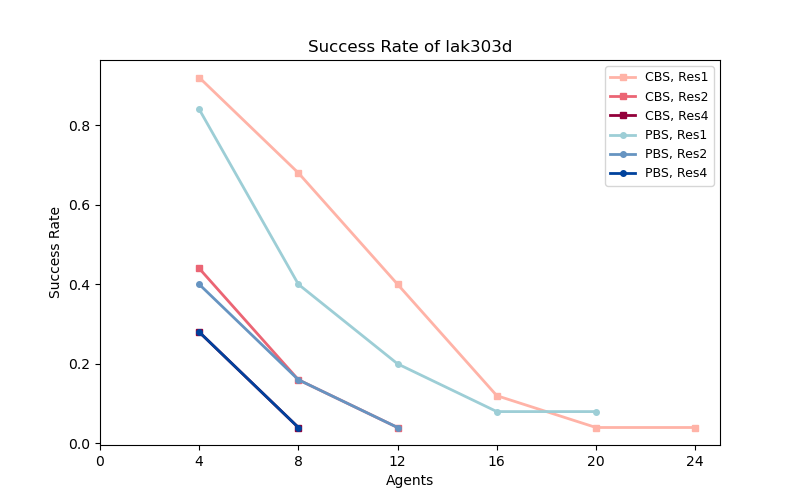 Success Rate of lak303d
CBS, Res1
CBS, Res2
CBS, Res4
PBS, Res1
PBS, Res2
PBS, Res4
Success Rate
0.8
0.6
0.4
0.2
0.0
0 4 8 12 16 20 24
Agents